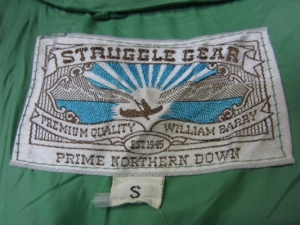 STRUGGLE GEAR
PREMIUM QUALITY WILLIAM BARRY
EST 1945
PRIME NORTHERN DOWN
S